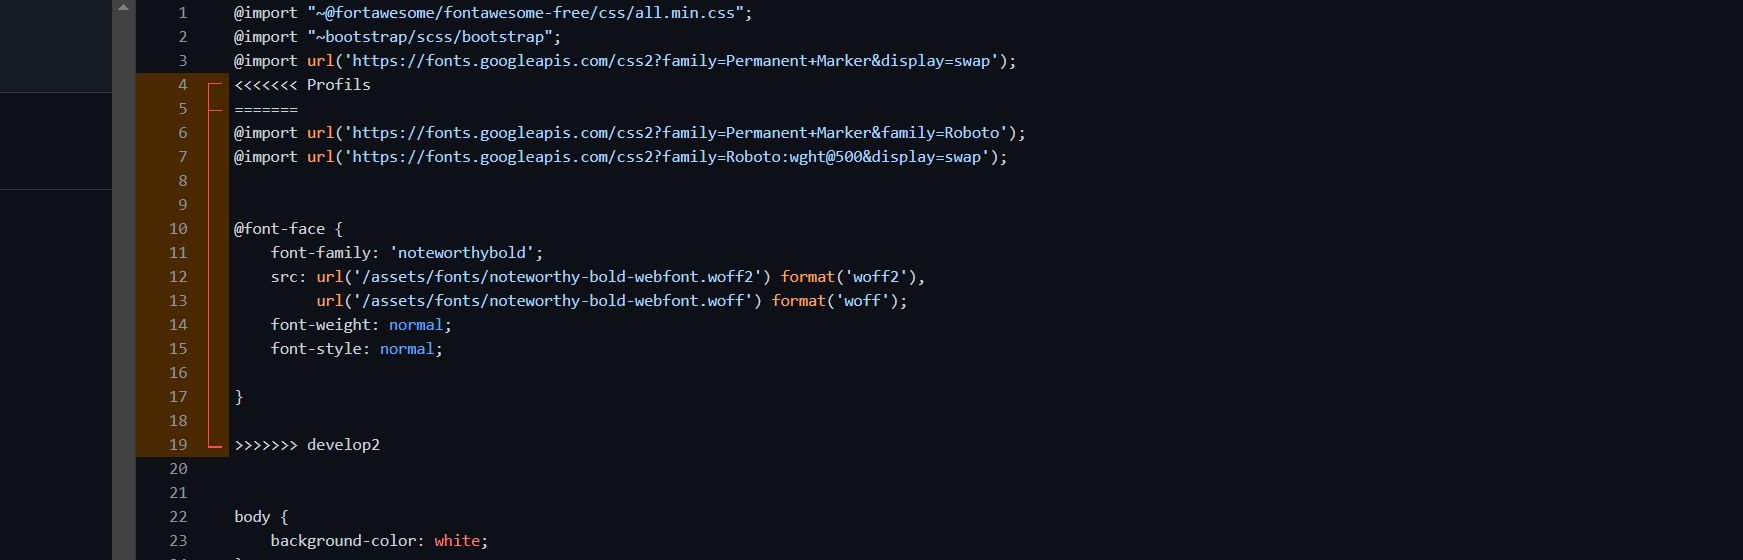 1 @import "~@fortawesome/fontawesome-free/css/all.min.css";
2 @import "~bootstrap/scss/bootstrap";
3 @import url('https://fonts.googleapis.com/css2?family=Permanent+Marker&display=swap');
4 <<<<<<< Profils
5 =======
6 @import url('https://fonts.googleapis.com/css2?family=Permanent+Marker&family=Roboto');
7 @import url('https://fonts.googleapis.com/css2?family=Roboto:wght@500&display=swap');
8
9
10 @font-face {
11     font-family: 'noteworthybold';
12     src: url('/assets/fonts/noteworthy-bold-webfont.woff2') format('woff2'),
13          url('/assets/fonts/noteworthy-bold-webfont.woff') format('woff');
14     font-weight: normal;
15     font-style: normal;
16
17 }
18
19 >>>>>>> develop2
20
21
22 body {
23     background-color: white;